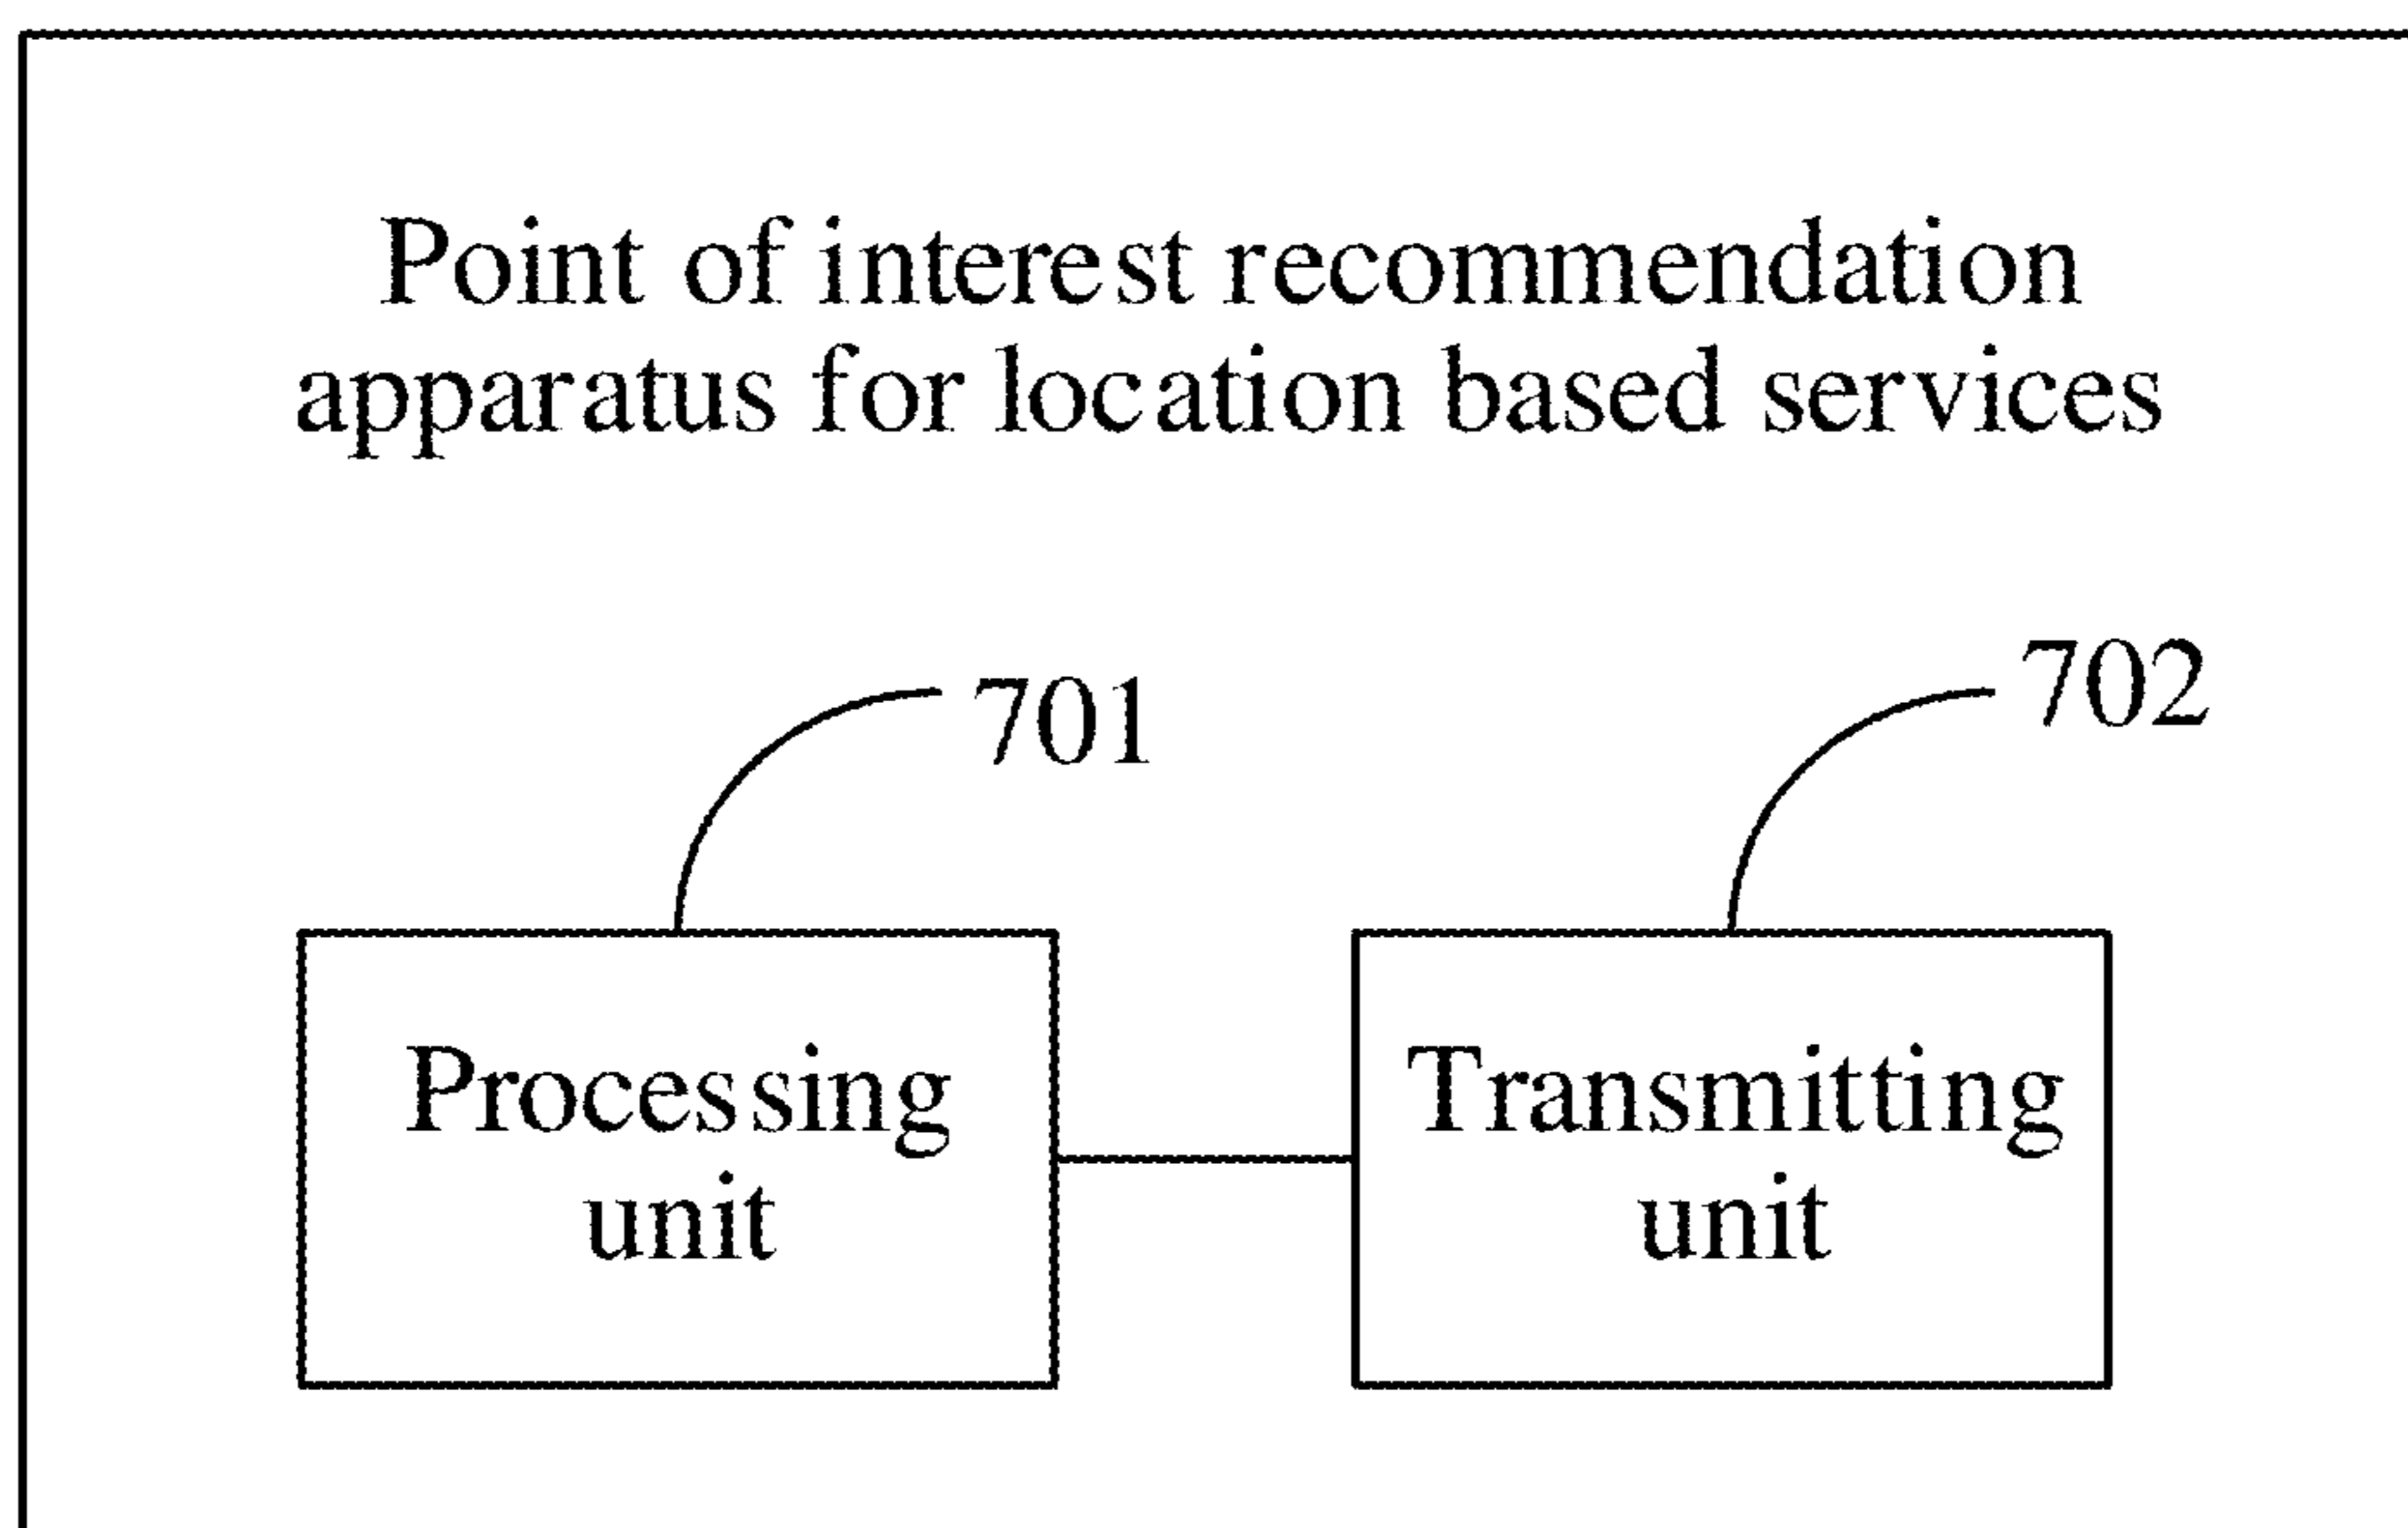 Point of interest recommendation
apparatus for location based services
701
702
Processing
unit
Transmitting
unit